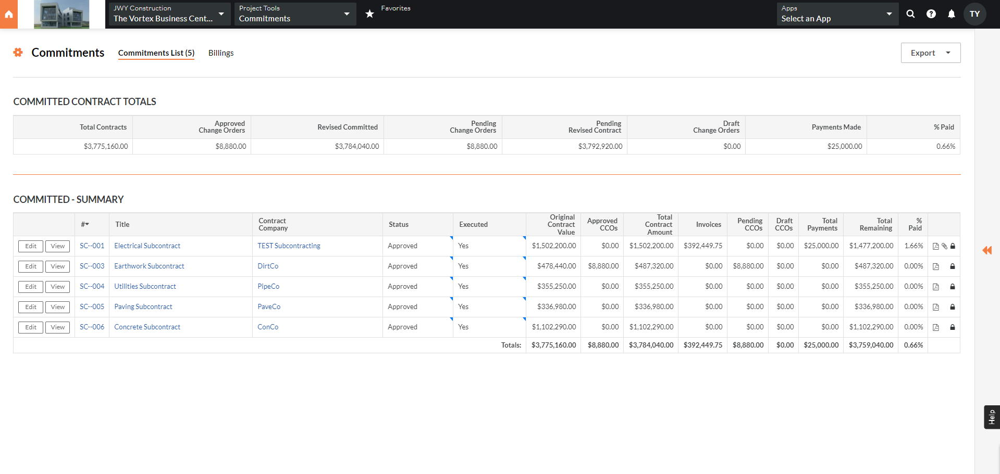 JWY Construction
The Vortex Business Cent...
Project Tools
Commitments
Favorites
Apps
Select an App
TY
Commitments
Commitments List (5)
Billings
Export
COMMITTED CONTRACT TOTALS
Total Contracts
Approved
Change Orders
Revised Committed
Pending
Change Orders
Pending
Revised Contract
Draft
Change Orders
Payments Made
% Paid
$3,775,160.00 $8,880.00 $3,784,040.00 $8,880.00 $3,792,920.00 $0.00 $25,000.00 0.66%
COMMITTED - SUMMARY
#
Title
Contract
Company
Status
Executed
Original
Contract
Value
Approved
CCOs
Total
Contract
Amount
Invoices
Pending
CCOs
Draft
CCOs
Total
Payments
Total
Remaining
%
Paid
Edit View SC--001 Electrical Subcontract TEST Subcontracting Approved Yes $1,502,200.00 $0.00 $1,502,200.00 $392,449.75 $0.00 $0.00 $25,000.00 $1,477,200.00 1.66%
Edit View SC--003 Earthwork Subcontract DirtCo Approved Yes $478,440.00 $8,880.00 $487,320.00 $0.00 $8,880.00 $0.00 $0.00 $487,320.00 0.00%
Edit View SC--004 Utilities Subcontract PipeCo Approved Yes $355,250.00 $0.00 $355,250.00 $0.00 $0.00 $0.00 $0.00 $355,250.00 0.00%
Edit View SC--005 Paving Subcontract PaveCo Approved Yes $336,980.00 $0.00 $336,980.00 $0.00 $0.00 $0.00 $0.00 $336,980.00 0.00%
Edit View SC--006 Concrete Subcontract ConCo Approved Yes $1,102,290.00 $0.00 $1,102,290.00 $0.00 $0.00 $0.00 $0.00 $1,102,290.00 0.00%
Totals: $3,775,160.00 $8,880.00 $3,784,040.00 $392,449.75 $8,880.00 $0.00 $25,000.00 $3,759,040.00 0.66%
Help